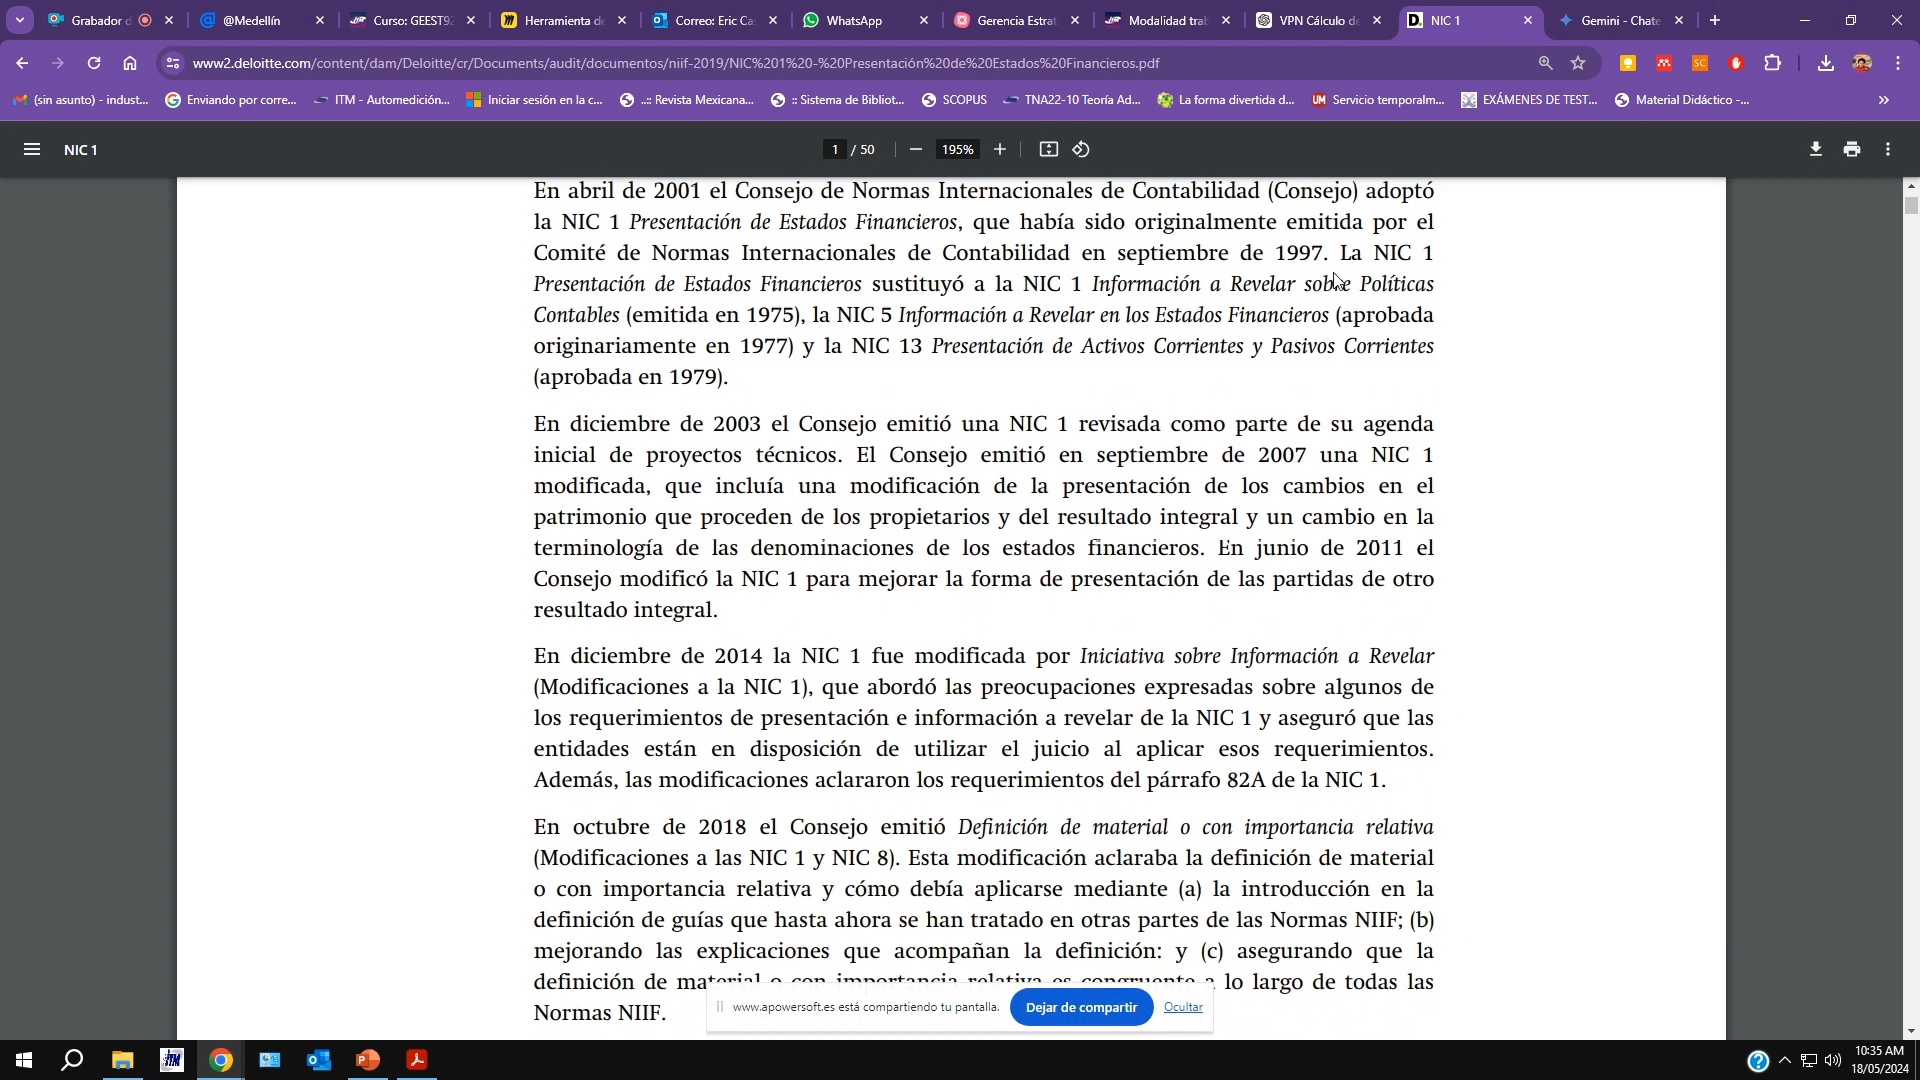 Grabador d
@Medellín
Curso: GEEST92
Herramienta de
Correo: Eric Ca
WhatsApp
Gerencia Estrat
Modalidad trab
VPN Cálculo de
NIC 1
Gemini - Chate
www2.deloitte.com/content/dam/Deloitte/cr/Documents/audit/documentos/niif-2019/NIC%201%20-%20Presentación%20de%20Estados%20Financieros.pdf
(sin asunto) - indust...
Enviando por corre...
ITM - Automedición...
Iniciar sesión en la c...
..:: Revista Mexicana...
:: Sistema de Bibliot...
SCOPUS
TNA22-10 Teoría Ad...
La forma divertida d...
Servicio temporalm...
EXÁMENES DE TEST...
Material Didáctico -...
NIC 1
1 / 50
195%
En abril de 2001 el Consejo de Normas Internacionales de Contabilidad (Consejo) adoptó
la NIC 1 Presentación de Estados Financieros, que había sido originalmente emitida por el
Comité de Normas Internacionales de Contabilidad en septiembre de 1997. La NIC 1
Presentación de Estados Financieros sustituyó a la NIC 1 Información a Revelar sobre Políticas
Contables (emitida en 1975), la NIC 5 Información a Revelar en los Estados Financieros (aprobada
originariamente en 1977) y la NIC 13 Presentación de Activos Corrientes y Pasivos Corrientes
(aprobada en 1979).
En diciembre de 2003 el Consejo emitió una NIC 1 revisada como parte de su agenda
inicial de proyectos técnicos. El Consejo emitió en septiembre de 2007 una NIC 1
modificada, que incluía una modificación de la presentación de los cambios en el
patrimonio que proceden de los propietarios y del resultado integral y un cambio en la
terminología de las denominaciones de los estados financieros. En junio de 2011 el
Consejo modificó la NIC 1 para mejorar la forma de presentación de las partidas de otro
resultado integral.
En diciembre de 2014 la NIC 1 fue modificada por Iniciativa sobre Información a Revelar
(Modificaciones a la NIC 1), que abordó las preocupaciones expresadas sobre algunos de
los requerimientos de presentación e información a revelar de la NIC 1 y aseguró que las
entidades están en disposición de utilizar el juicio al aplicar esos requerimientos.
Además, las modificaciones aclararon los requerimientos del párrafo 82A de la NIC 1.
En octubre de 2018 el Consejo emitió Definición de material o con importancia relativa
(Modificaciones a las NIC 1 y NIC 8). Esta modificación aclaraba la definición de material
o con importancia relativa y cómo debía aplicarse mediante (a) la introducción en la
definición de guías que hasta ahora se han tratado en otras partes de las Normas NIIF; (b)
mejorando las explicaciones que acompañan la definición: y (c) asegurando que la
definición de material o con importancia relativa es congruente a lo largo de todas las
Normas NIIF.
www.apowersoft.es está compartiendo tu pantalla.
Dejar de compartir
Ocultar
10:35 AM
18/05/2024